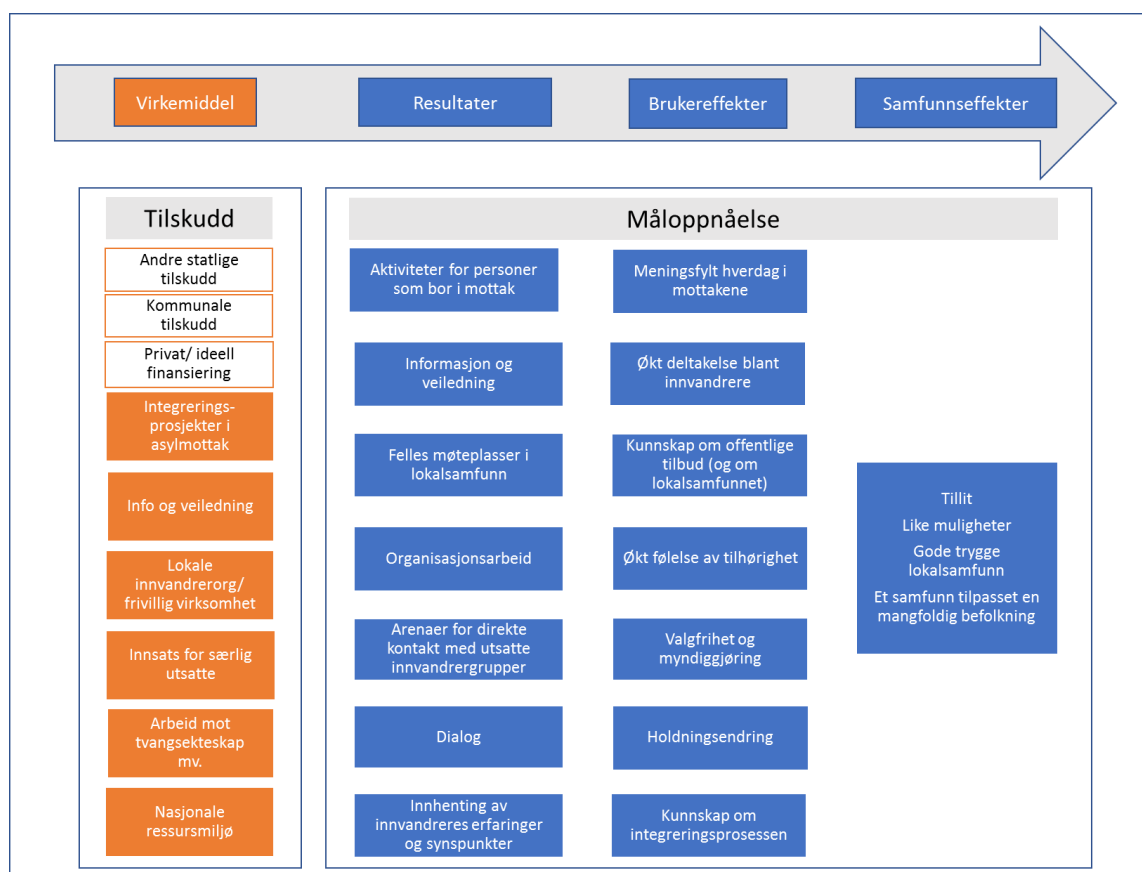 Virkemiddel
Resultater
Brukereffekter
Samfunnseffekter
Tilskudd
Måloppnåelse
Andre statlige
tilskudd
Kommunale
tilskudd
Privat/ ideell
finansiering
Integrerings-
prosjekter i
asylmottak
Info og veiledning
Lokale
innvandrerorg/
frivillig virksomhet
Innsats for særlig
utsatte
Arbeid mot
tvangsekteskap
mv.
Nasjonale
ressursmiljø
Aktiviteter for personer
som bor i mottak
Informasjon og
veiledning
Felles møteplasser i
lokalsamfunn
Organisasjonsarbeid
Arenaer for direkte
kontakt med utsatte
innvandrergrupper
Dialog
Innhenting av
innvandreres erfaringer
og synspunkter
Meningsfylt hverdag i
mottakene
Økt deltakelse blant
innvandrere
Kunnskap om offentlige
tilbud (og om
lokalsamfunnet)
Økt følelse av tilhørighet
Valgfrihet og
myndiggjøring
Holdningsendring
Kunnskap om
integreringsprosessen
Tillit
Like muligheter
Gode trygge
lokalsamfunn
Et samfunn tilpasset en
mangfoldig befolkning